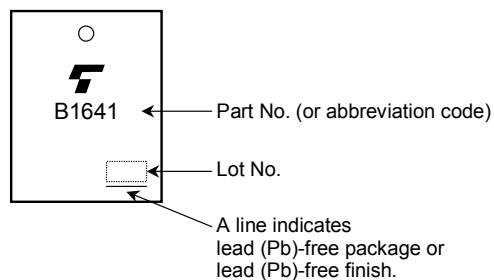 B1641
Part No. (or abbreviation code)
Lot No.
A line indicates
lead (Pb)-free package or
lead (Pb)-free finish.